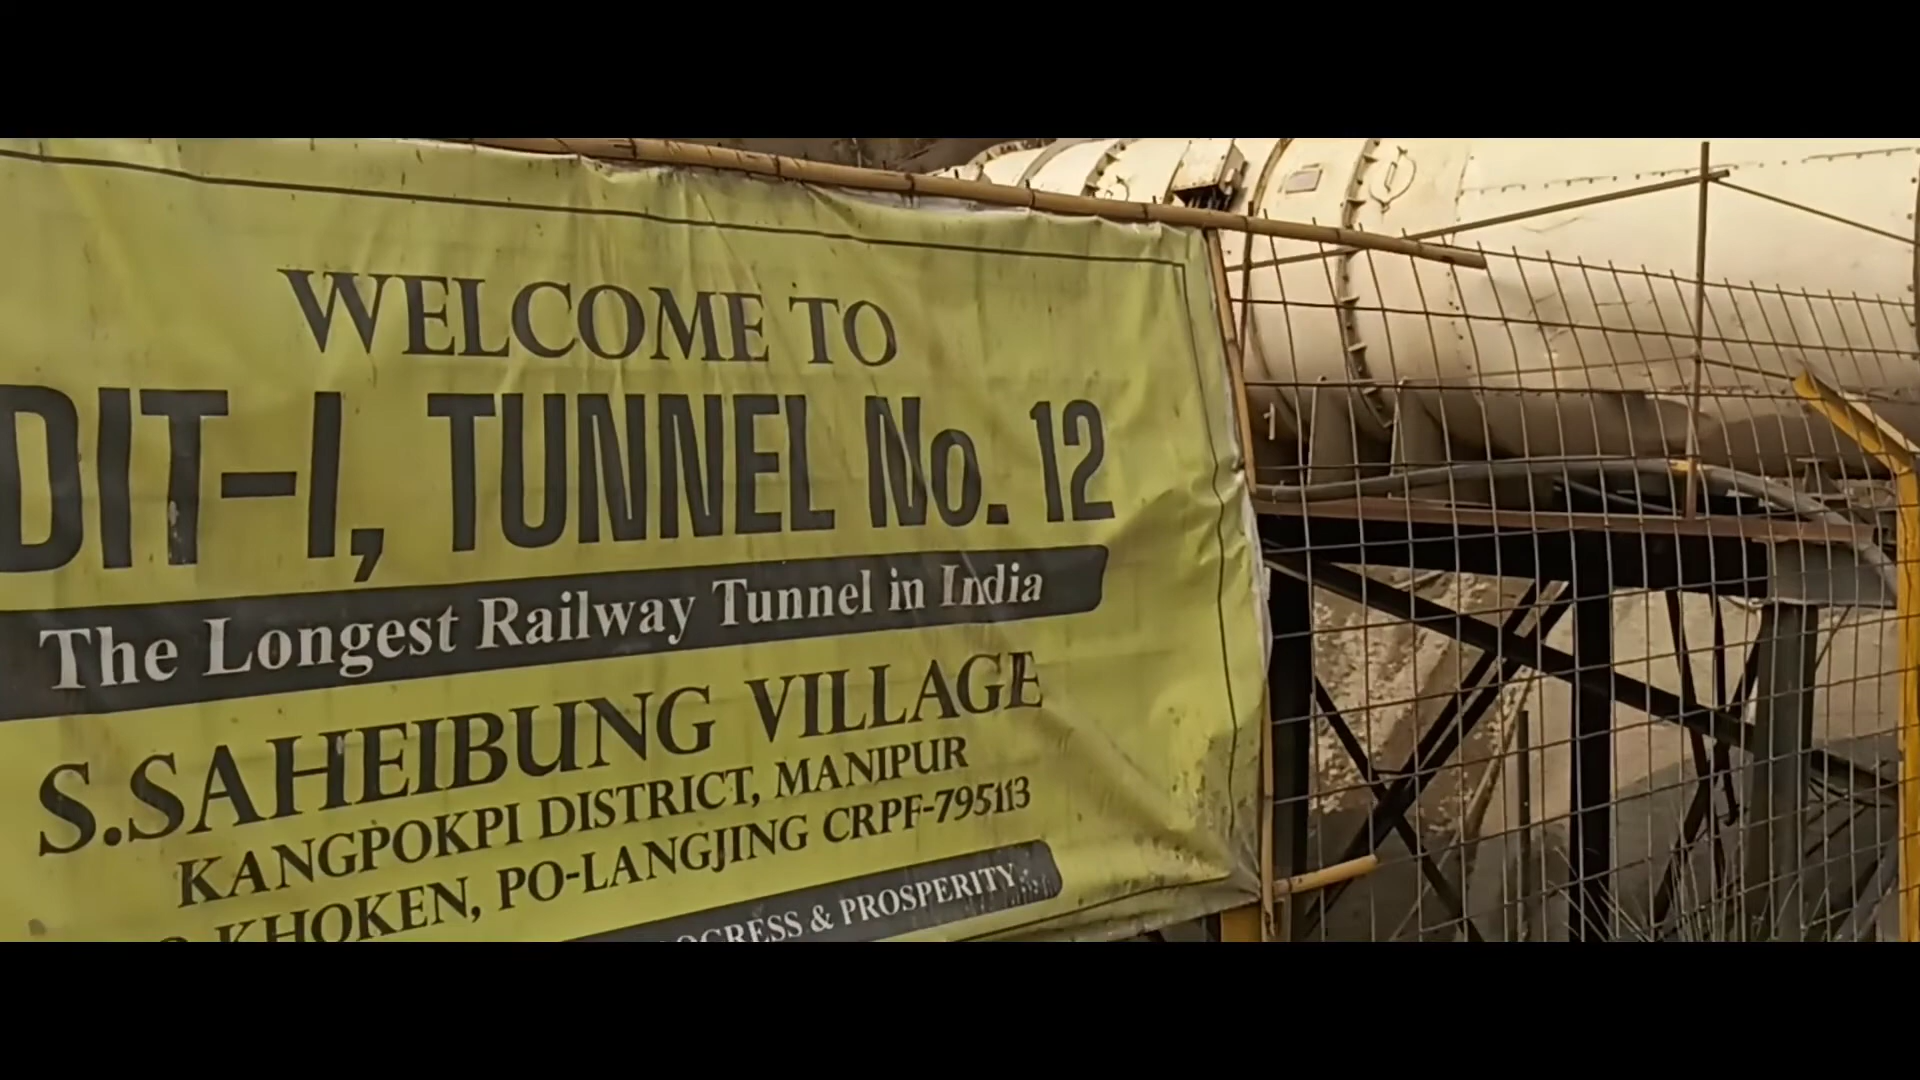 WELCOME TO
DIT-I, TUNNEL No. 12
The Longest Railway Tunnel in India
S.SAHEIBUNG VILLAGE
KANGPOKPI DISTRICT, MANIPUR
KHOKEN, PO-LANGJING CRPF-795113
OGRESS & PROSPERITY